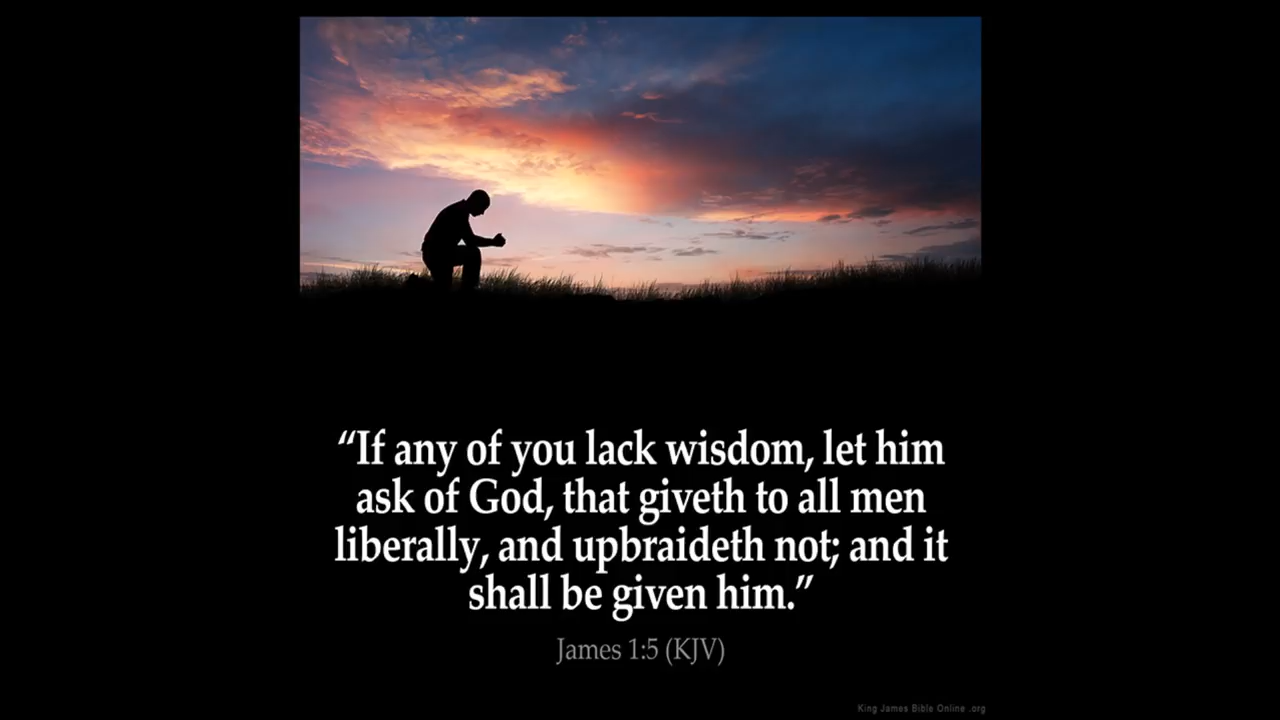 “If any of you lack wisdom, let him
ask of God, that giveth to all men
liberally, and upbraideth not; and it
shall be given him.”
James 1:5 (KJV)
King James Bible Online .org